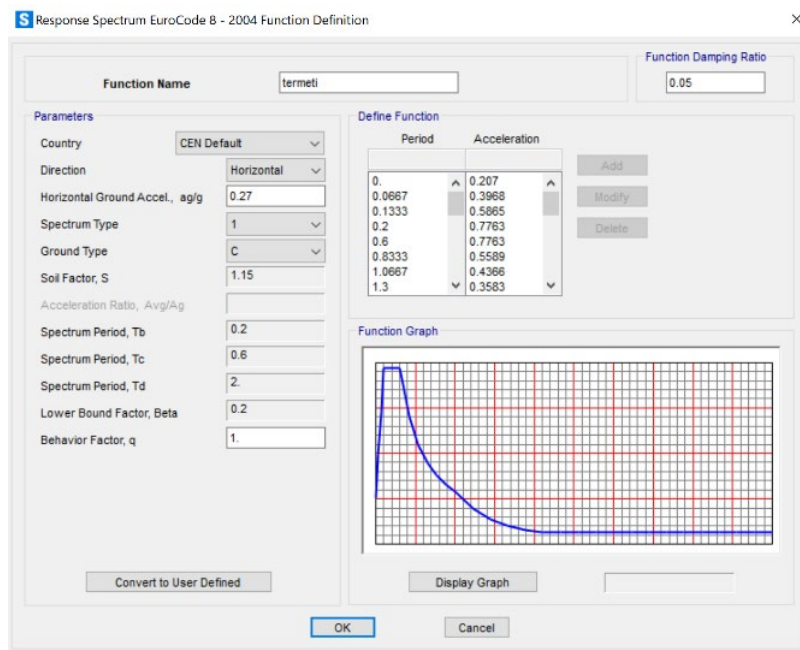 S Response Spectrum EuroCode 8 - 2004 Function Definition ×
Function Damping Ratio
Function Name termeti 0.05
Parameters
Country CEN Default
Direction Horizontal
Horizontal Ground Accel., ag/g 0.27
Spectrum Type 1
Ground Type C
Soil Factor, S 1.15
Acceleration Ratio, Avg/Ag
Spectrum Period, Tb 0.2
Spectrum Period, Tc 0.6
Spectrum Period, Td 2.
Lower Bound Factor, Beta 0.2
Behavior Factor, q 1.
Convert to User Defined
Define Function
Period Acceleration
0. 0.207
0.0667 0.3968
0.1333 0.5865
0.2 0.7763
0.6 0.7763
0.8333 0.5589
1.0667 0.4366
1.3 0.3583
Add
Modify
Delete
Function Graph
Display Graph
OK Cancel